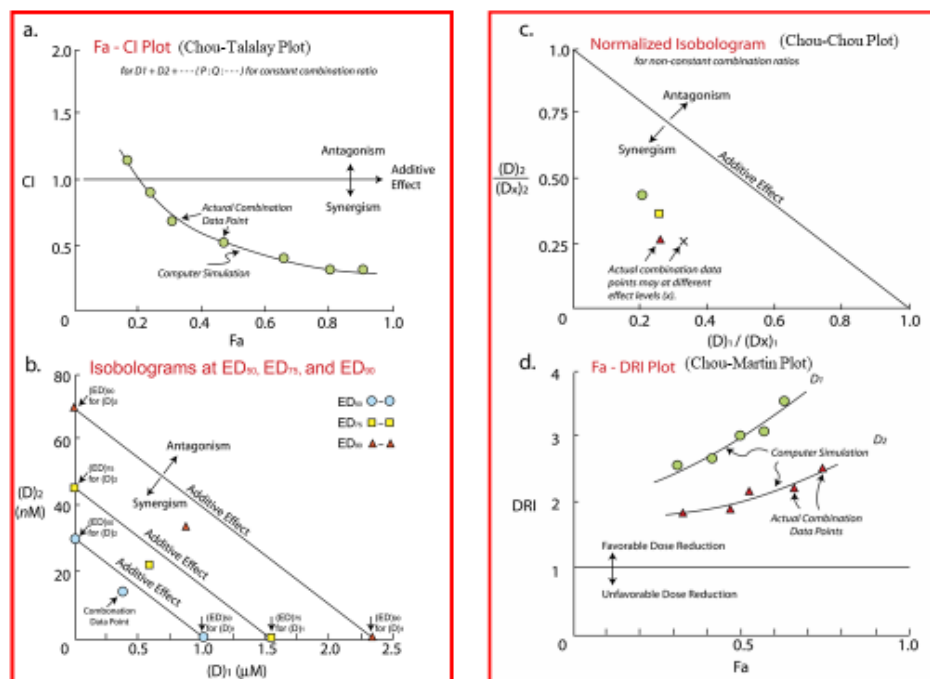 a.
Fa - CI Plot (Chou-Talalay Plot)
for D1 + D2 + --- ( P : Q : --- ) for constant combination ratio
2.0
1.5
1.0
0.5
0
CI
Antagonism
Additive
Effect
Synergism
Actual Combination
Data Point
Computer Simulation
0.2
0.4
0.6
0.8
1.0
Fa
b.
Isobolograms at ED50, ED75, and ED90
80
60
40
20
0
(D)2
(nM)
(ED)90
for (D)2
(ED)75
for (D)2
(ED)50
for (D)2
ED50
ED75
ED90
Antagonism
Synergism
Additive Effect
Additive Effect
Additive Effect
Combonation
Data Point
(ED)50
for (D)1
(ED)75
for (D)1
(ED)90
for (D)1
1.0
1.5
2.0
2.5
(D)1 (μM)
c.
Normalized Isobologram (Chou-Chou Plot)
for non-constant combination ratios
1.0
0.75
0.50
0.25
0
(D)2
(Dx)2
Antagonism
Synergism
Additive Effect
x
Actual combination data
points may at different
effect levels (x).
0.2
0.4
0.6
0.8
1.0
(D)1 / (Dx)1
d.
Fa - DRI Plot (Chou-Martin Plot)
4
3
2
1
0
DRI
D1
D2
Computer Simulation
Actual Combination
Data Points
Favorable Dose Reduction
Unfavorable Dose Reduction
0.5
1.0
Fa